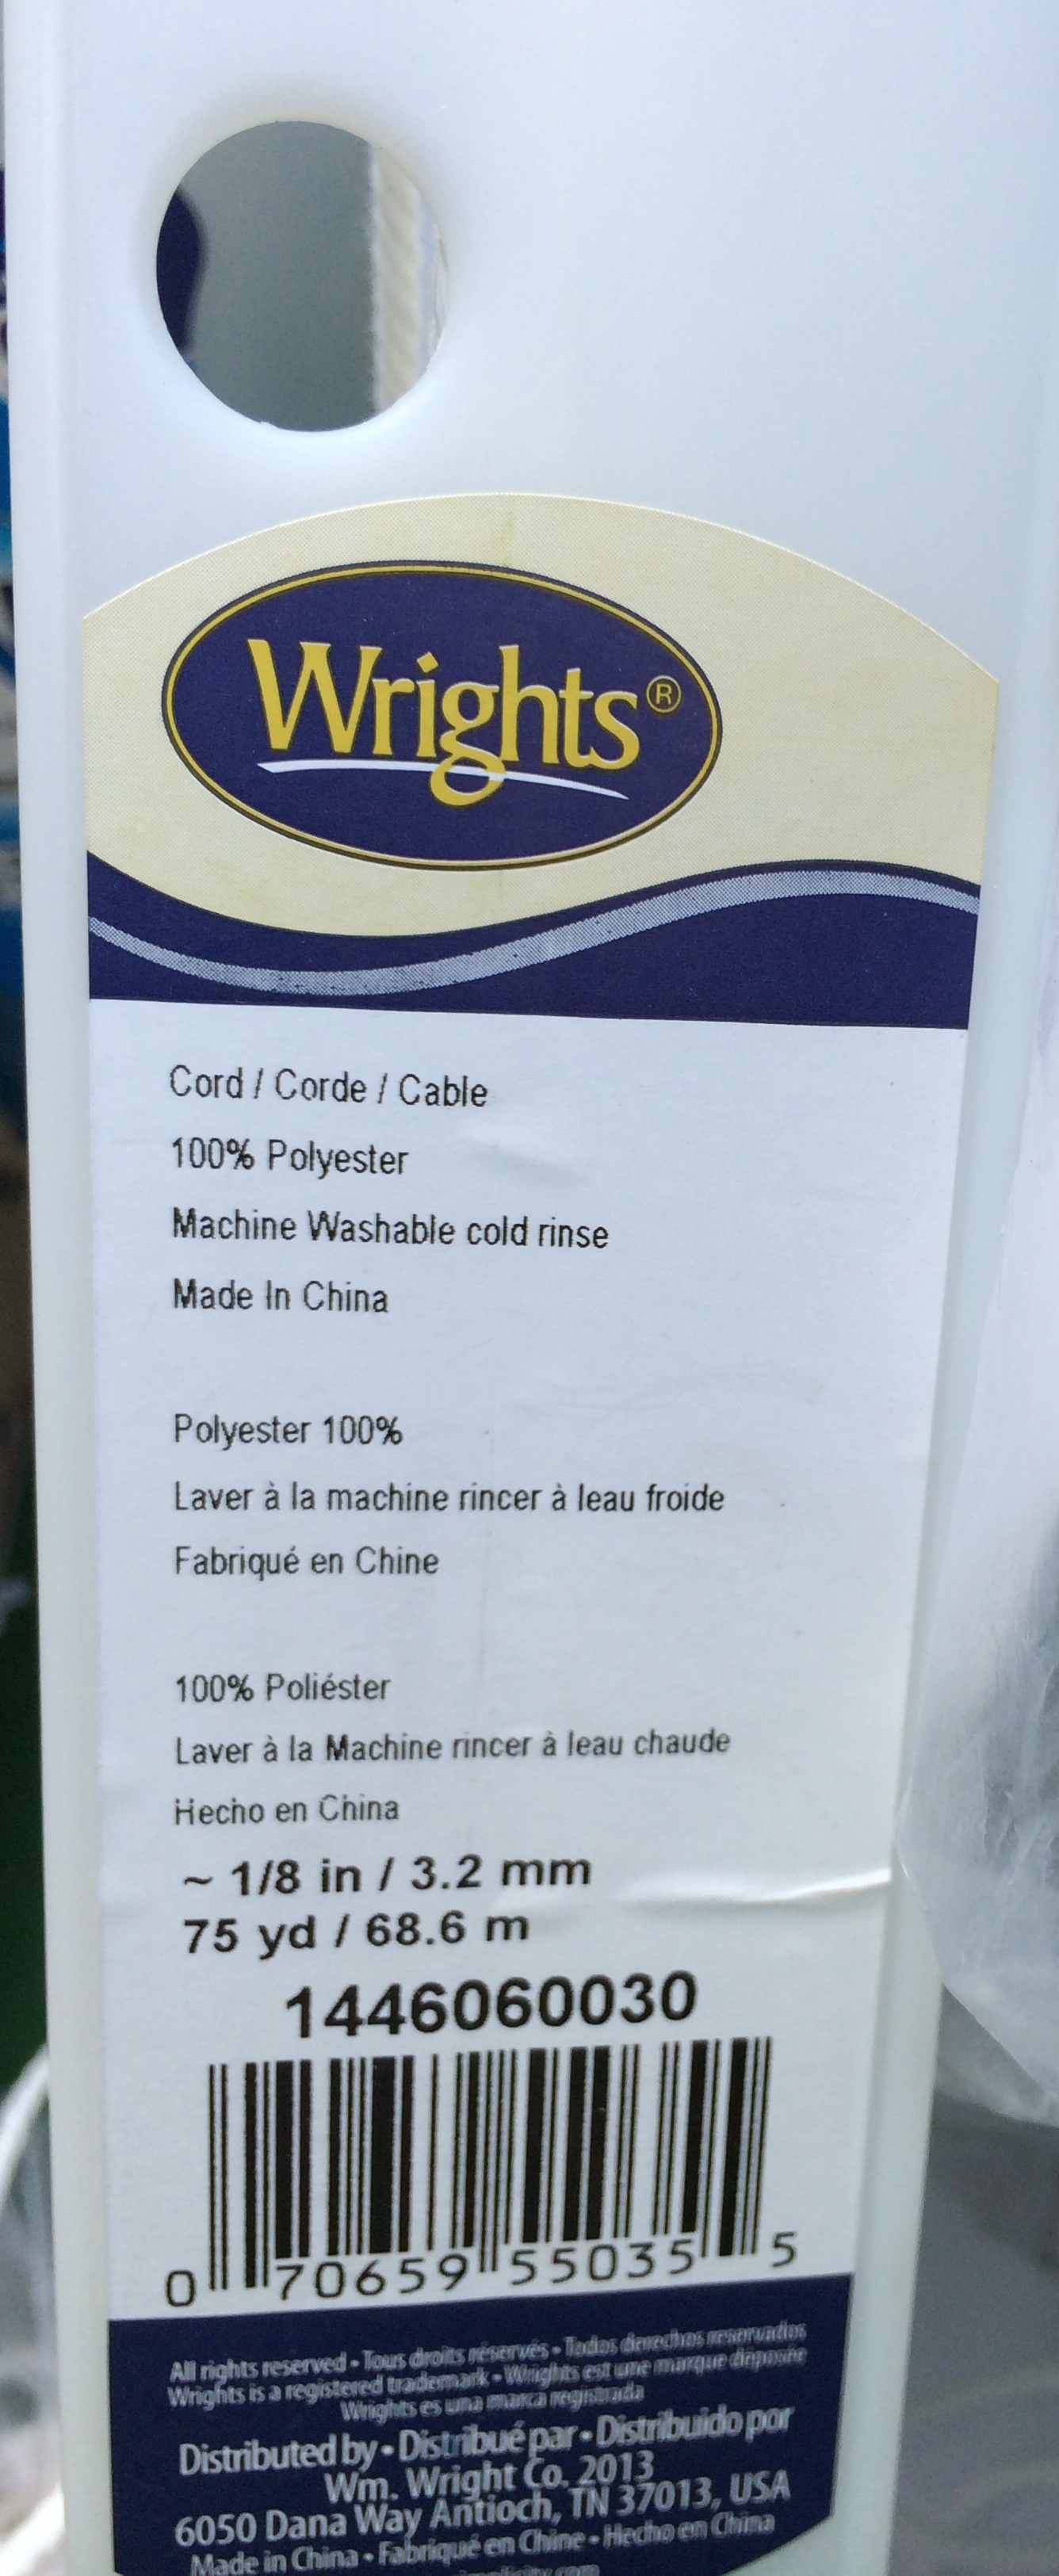 Wrights®
Cord / Corde / Cable
100% Polyester
Machine Washable cold rinse
Made In China
Polyester 100%
Laver à la machine rincer à leau froide
Fabriqué en Chine
100% Poliéster
Laver à la Machine rincer à leau chaude
Hecho en China
~ 1/8 in / 3.2 mm
75 yd / 68.6 m
1446060030
0 70659 55035 5
All rights reserved • Tous droits réservés • Todos derechos reservados
Wrights is a registered trademark • Wrights est une marque déposée
Wrights es una marca registrada
Distributed by • Distribué par • Distribuido por
Wm. Wright Co. 2013
6050 Dana Way Antioch, TN 37013, USA
Made in China • Fabriqué en Chine • Hecho en China